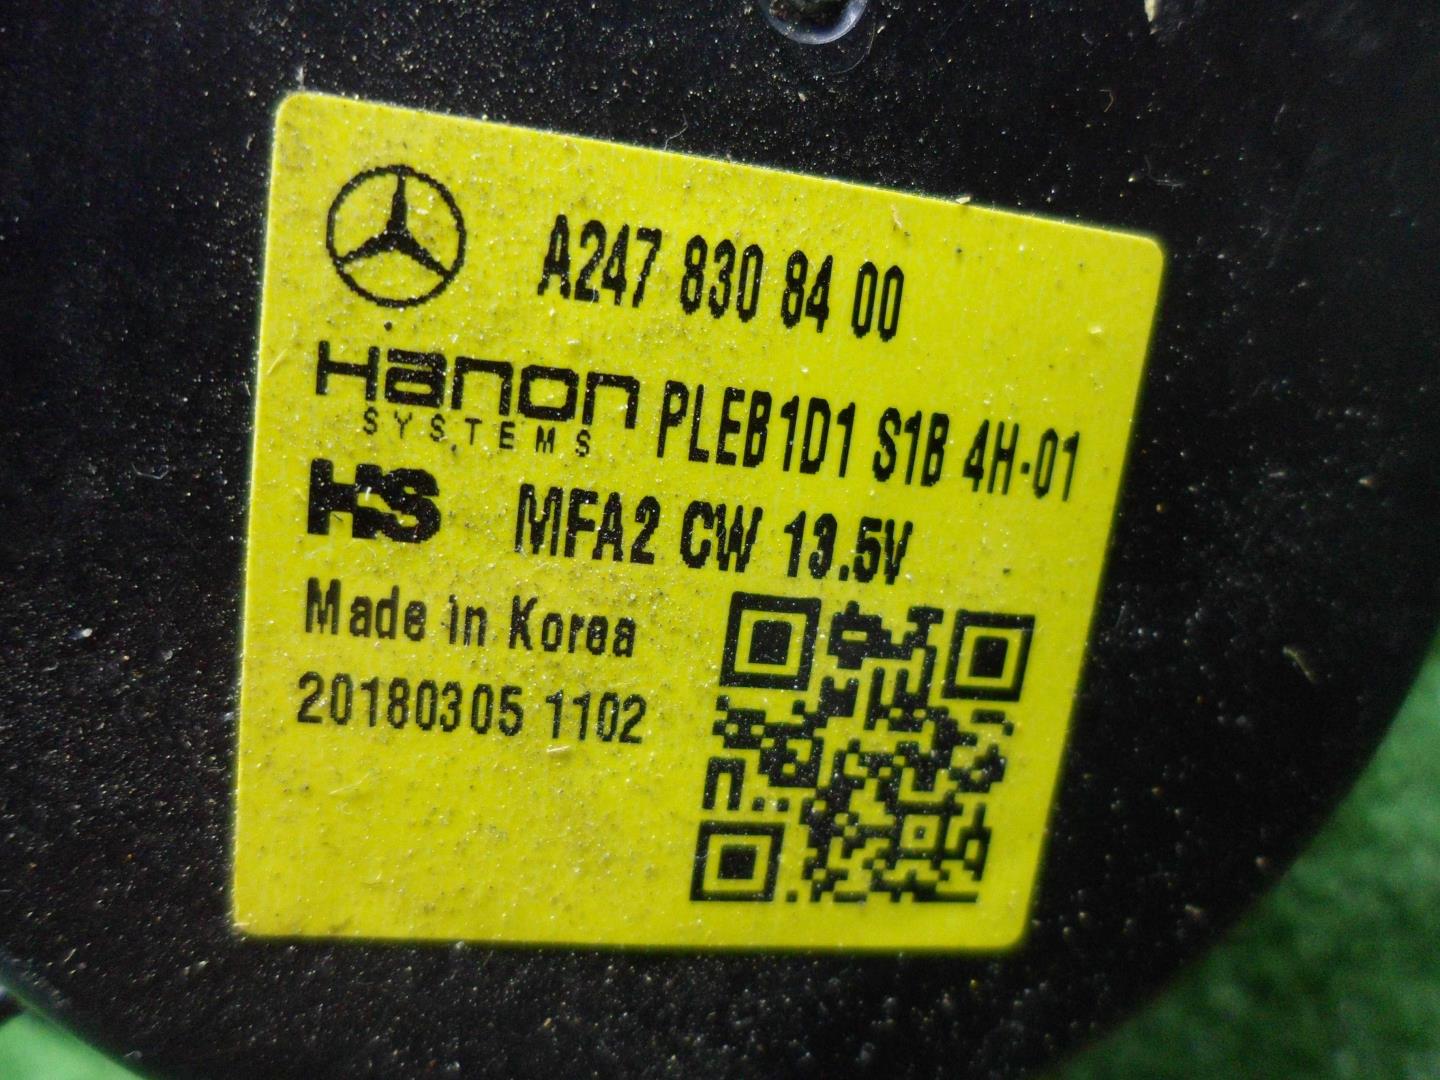 A247 830 84 00
Hanon SYSTEMS PLEB1D1 S1B 4H-01
HS MFA2 CW 13.5V
Made in Korea
20180305 1102